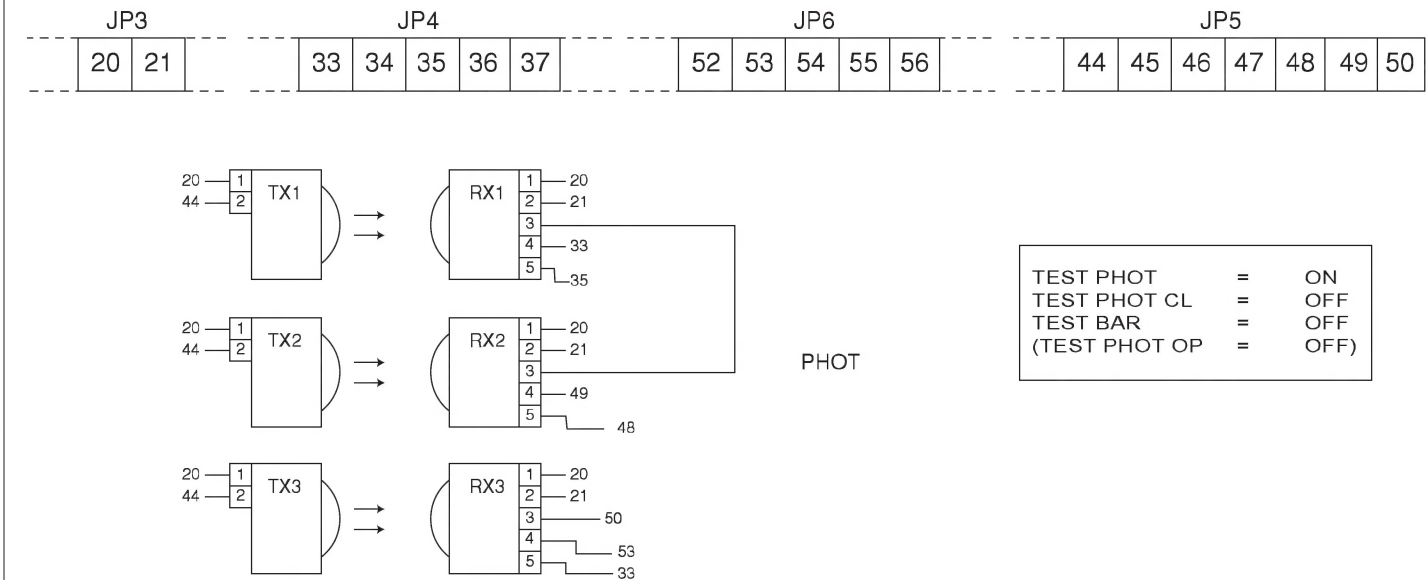 JP3 JP4 JP6 JP5
20 21 33 34 35 36 37 52 53 54 55 56 44 45 46 47 48 49 50
20 1 TX1 RX1 1 20
44 2 2 21
3
4 33
5 35
TEST PHOT = ON
TEST PHOT CL = OFF
TEST BAR = OFF
(TEST PHOT OP = OFF)
20 1 TX2 RX2 1 20
44 2 2 21
3
4 49
5 48
PHOT
20 1 TX3 RX3 1 20
44 2 2 21
3 50
4 53
5 33